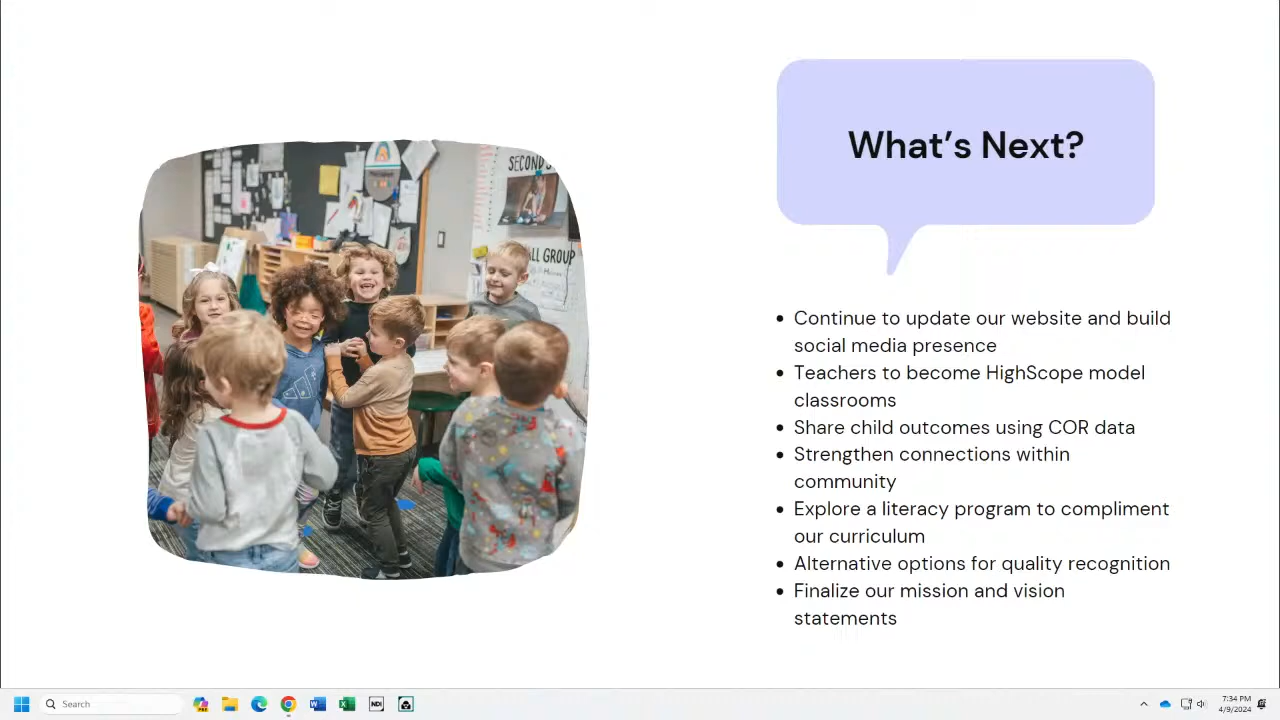 SECOND
ALL GROUP
What's Next?
• Continue to update our website and build
social media presence
• Teachers to become HighScope model
classrooms
• Share child outcomes using COR data
• Strengthen connections within
community
• Explore a literacy program to compliment
our curriculum
• Alternative options for quality recognition
• Finalize our mission and vision
statements
Search
NDI
7:34 PM
4/9/2024